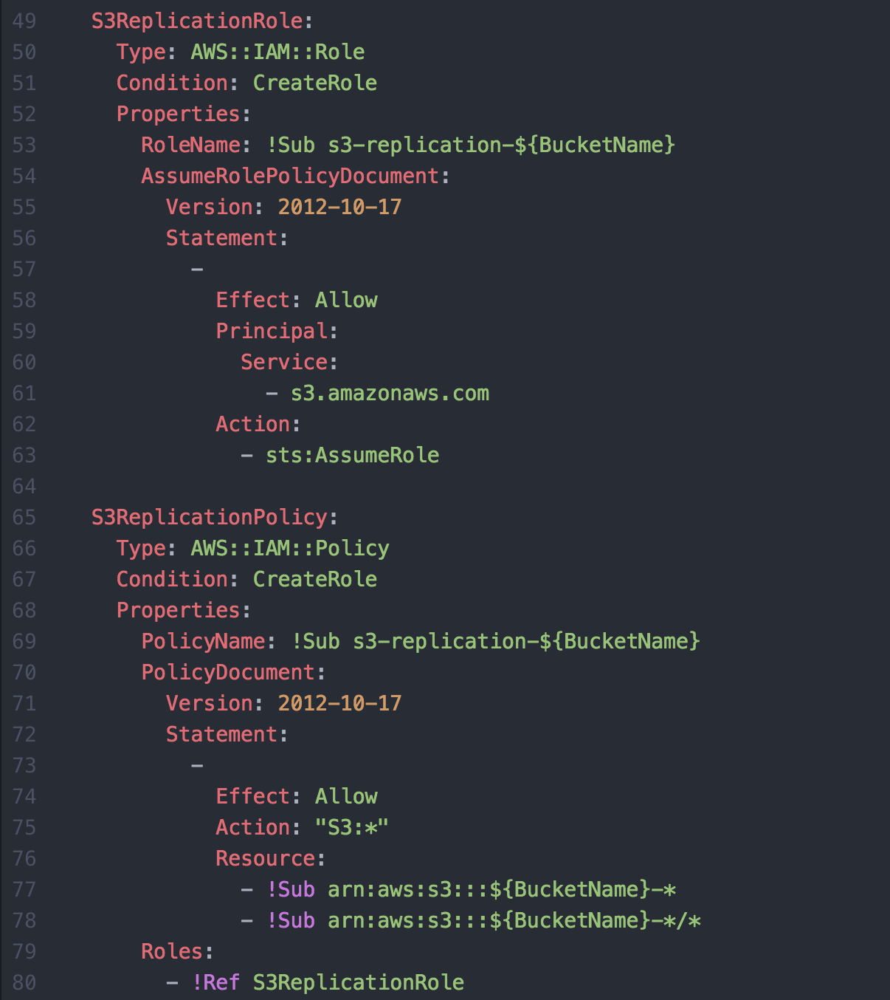 49 S3ReplicationRole:
50 Type: AWS::IAM::Role
51 Condition: CreateRole
52 Properties:
53 RoleName: !Sub s3-replication-${BucketName}
54 AssumeRolePolicyDocument:
55 Version: 2012-10-17
56 Statement:
57 -
58 Effect: Allow
59 Principal:
60 Service:
61 - s3.amazonaws.com
62 Action:
63 - sts:AssumeRole
64
65 S3ReplicationPolicy:
66 Type: AWS::IAM::Policy
67 Condition: CreateRole
68 Properties:
69 PolicyName: !Sub s3-replication-${BucketName}
70 PolicyDocument:
71 Version: 2012-10-17
72 Statement:
73 -
74 Effect: Allow
75 Action: "S3:*"
76 Resource:
77 - !Sub arn:aws:s3:::${BucketName}-*
78 - !Sub arn:aws:s3:::${BucketName}-*/*
79 Roles:
80 - !Ref S3ReplicationRole